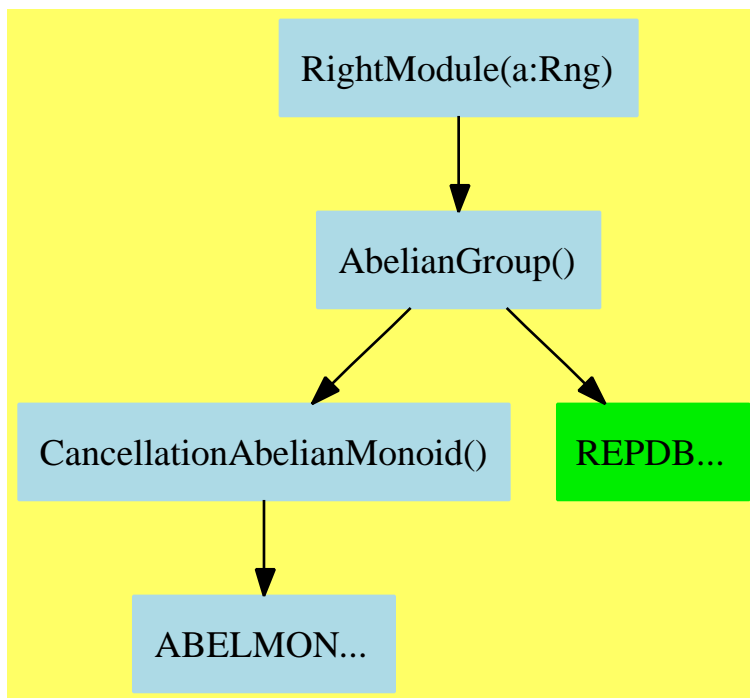 RightModule(a:Rng)
AbelianGroup()
CancellationAbelianMonoid()
REPDB...
ABELMON...